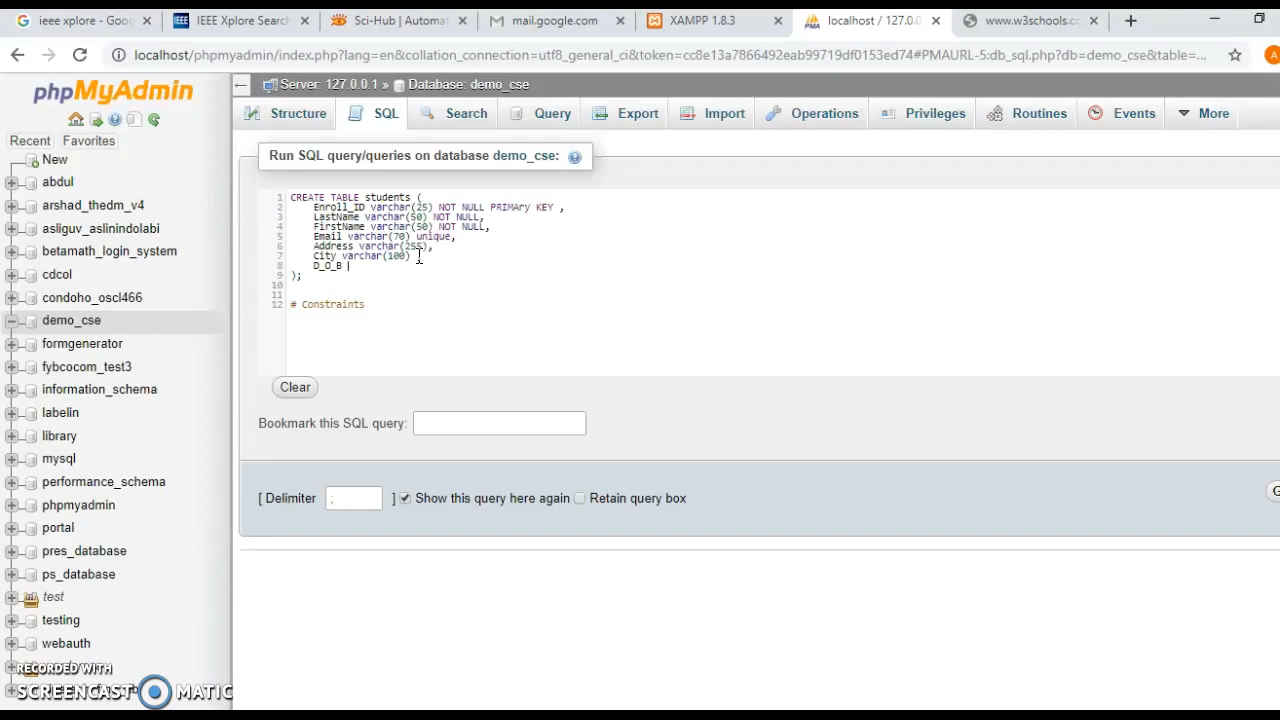 ieee xplore - Goog
IEEE Xplore Search
Sci-Hub | Automat
mail.google.com
XAMPP 1.8.3
localhost / 127.0.0
www.w3schools.co
localhost/phpmyadmin/index.php?lang=en&collation_connection=utf8_general_ci&token=cc8e13a7866492eab99719df0153ed74#PMAURL-5:db_sql.php?db=demo_cse&table=...
phpMyAdmin
Recent Favorites
New
abdul
arshad_thedm_v4
asliguv_aslinindolabi
betamath_login_system
cdcol
condoho_oscl466
demo_cse
formgenerator
fybcocom_test3
information_schema
labelin
library
mysql
performance_schema
phpmyadmin
portal
pres_database
ps_database
test
testing
webauth
RECORDED WITH
SCREENCAST MATIC
Server: 127.0.0.1 » Database: demo_cse
Structure SQL Search Query Export Import Operations Privileges Routines Events More
Run SQL query/queries on database demo_cse:
1 CREATE TABLE students (
2 Enroll_ID varchar(25) NOT NULL PRIMAry KEY ,
3 LastName varchar(50) NOT NULL,
4 FirstName varchar(50) NOT NULL,
5 Email varchar(70) unique,
6 Address varchar(255),
7 City varchar(100)
8 D_O_B
9 );
10
11
12 # Constraints
Clear
Bookmark this SQL query:
[ Delimiter ; ] Show this query here again Retain query box